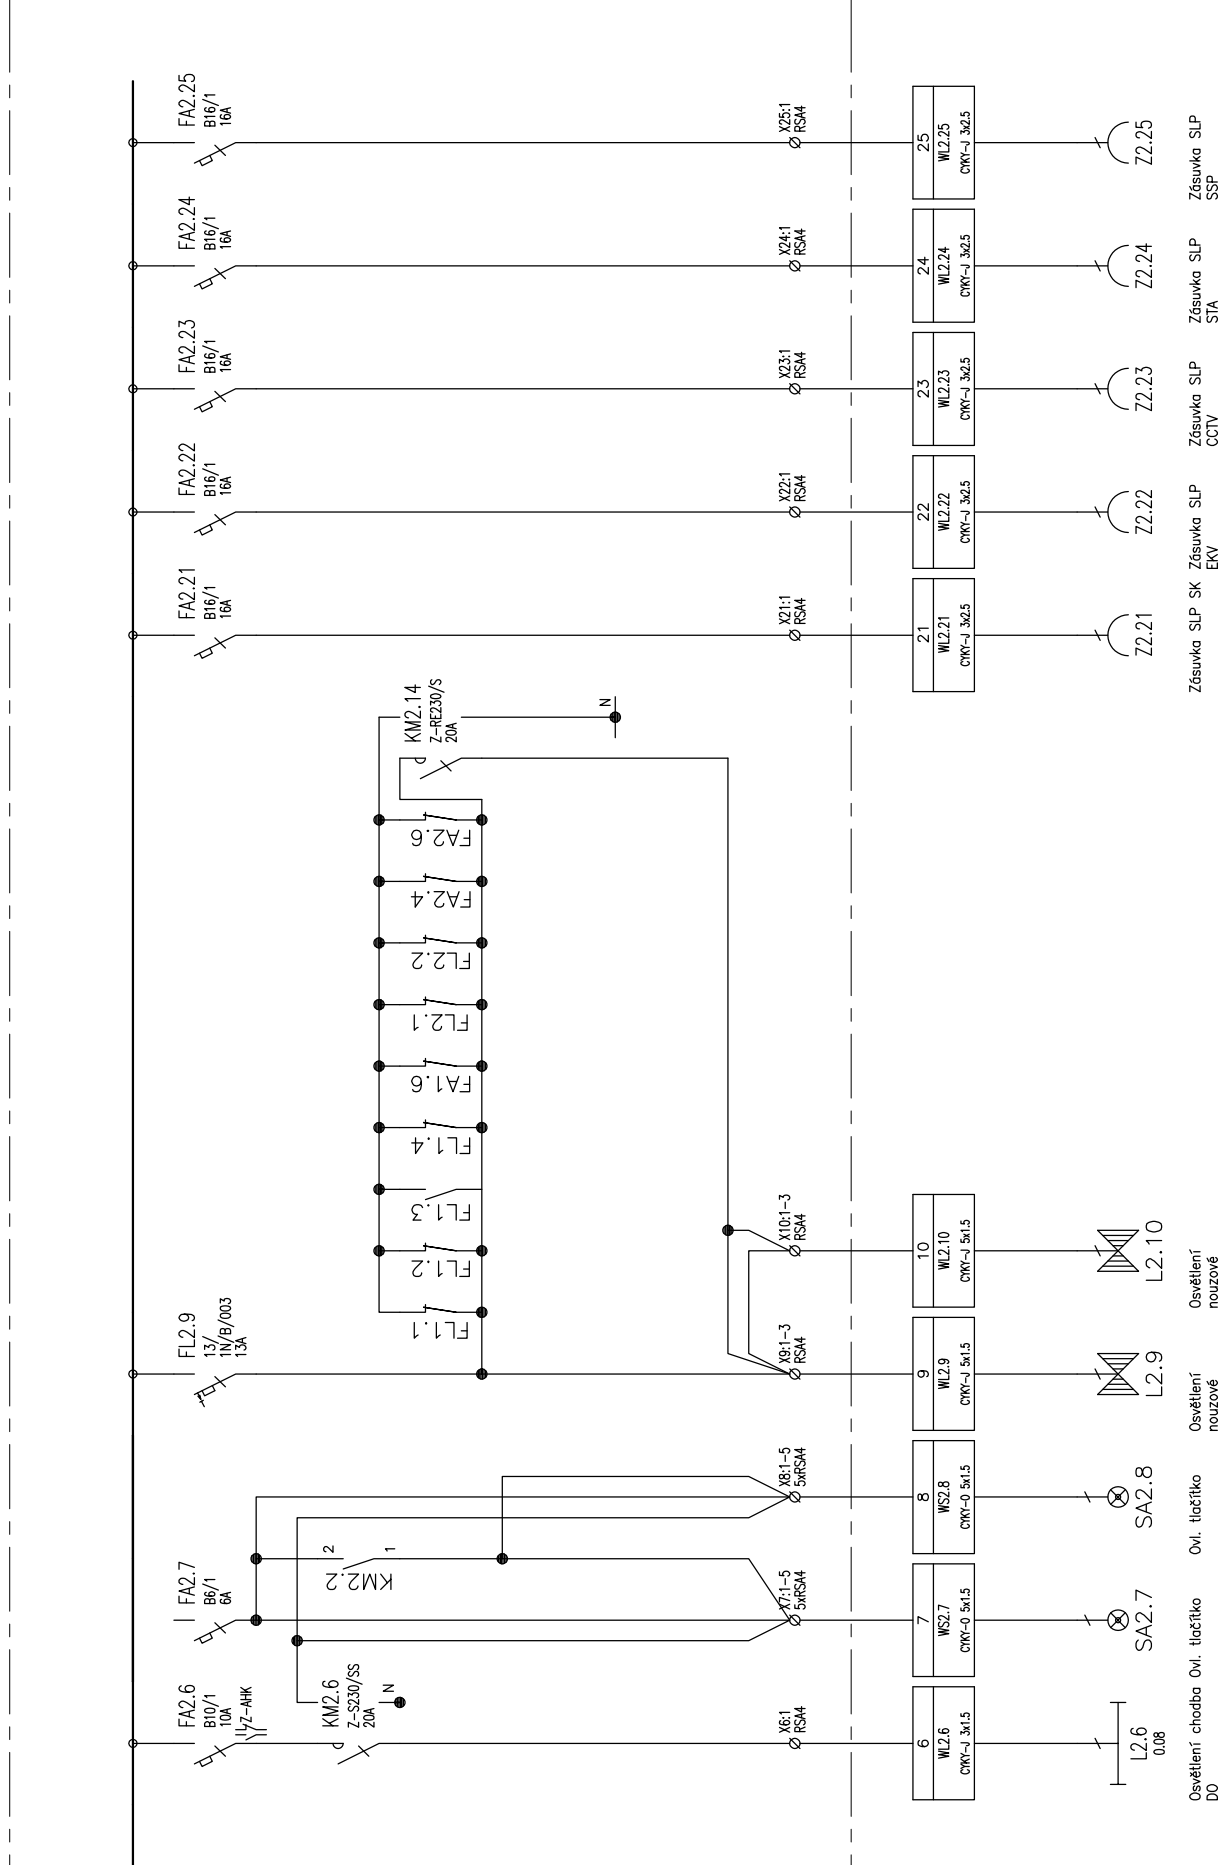 FA2.6
B10/1
10A
Z-AHK
KM2.6
Z-S230/SS
20A
N
X6:1
RSA4
6
WL2.6
CYKY-J 3x1.5
L2.6
0.08
Osvětlení chodba
DO
FA2.7
B6/1
6A
X7:1-5
5xRSA4
7
WS2.7
CYKY-O 5x1.5
SA2.7
Ovl. tlačítko
KM2.2
2
1
X8:1-5
5xRSA4
8
WS2.8
CYKY-O 5x1.5
SA2.8
Ovl. tlačítko
FL2.9
13/
1N/B/003
13A
X9:1-3
RSA4
9
WL2.9
CYKY-J 5x1.5
L2.9
Osvětlení
nouzové
X10:1-3
RSA4
10
WL2.10
CYKY-J 5x1.5
L2.10
Osvětlení
nouzové
FL1.1
FL1.2
FL1.3
FL1.4
FA1.6
FL2.1
FL2.2
FA2.4
FA2.6
KM2.14
Z-RE230/S
20A
N
FA2.21
B16/1
16A
X21:1
RSA4
21
WL2.21
CYKY-J 3x2.5
Z2.21
Zásuvka SLP SK
FA2.22
B16/1
16A
X22:1
RSA4
22
WL2.22
CYKY-J 3x2.5
Z2.22
Zásuvka SLP
EKV
FA2.23
B16/1
16A
X23:1
RSA4
23
WL2.23
CYKY-J 3x2.5
Z2.23
Zásuvka SLP
CCTV
FA2.24
B16/1
16A
X24:1
RSA4
24
WL2.24
CYKY-J 3x2.5
Z2.24
Zásuvka SLP
STA
FA2.25
B16/1
16A
X25:1
RSA4
25
WL2.25
CYKY-J 3x2.5
Z2.25
Zásuvka SLP
SSP